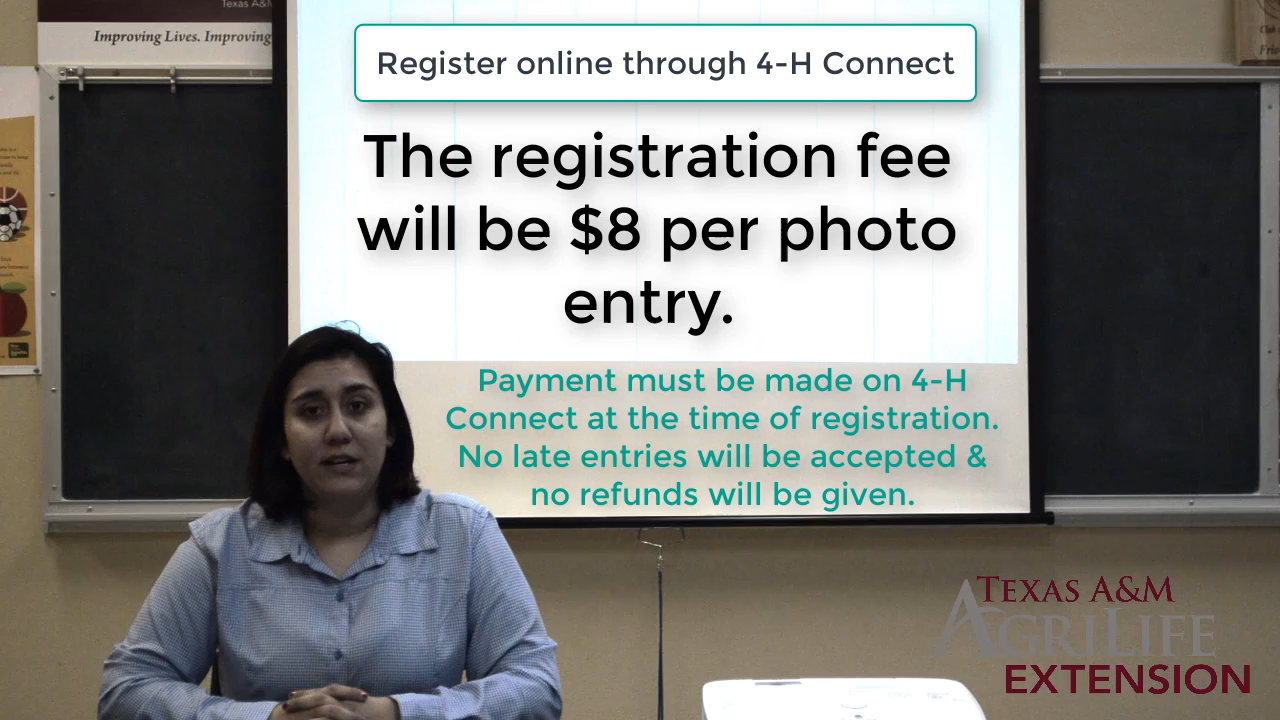 Texas A&M
Improving Lives. Improving
Register online through 4-H Connect
The registration fee
will be $8 per photo
entry.
Payment must be made on 4-H
Connect at the time of registration.
No late entries will be accepted &
no refunds will be given.
TEXAS A&M
AGRILIFE
EXTENSION